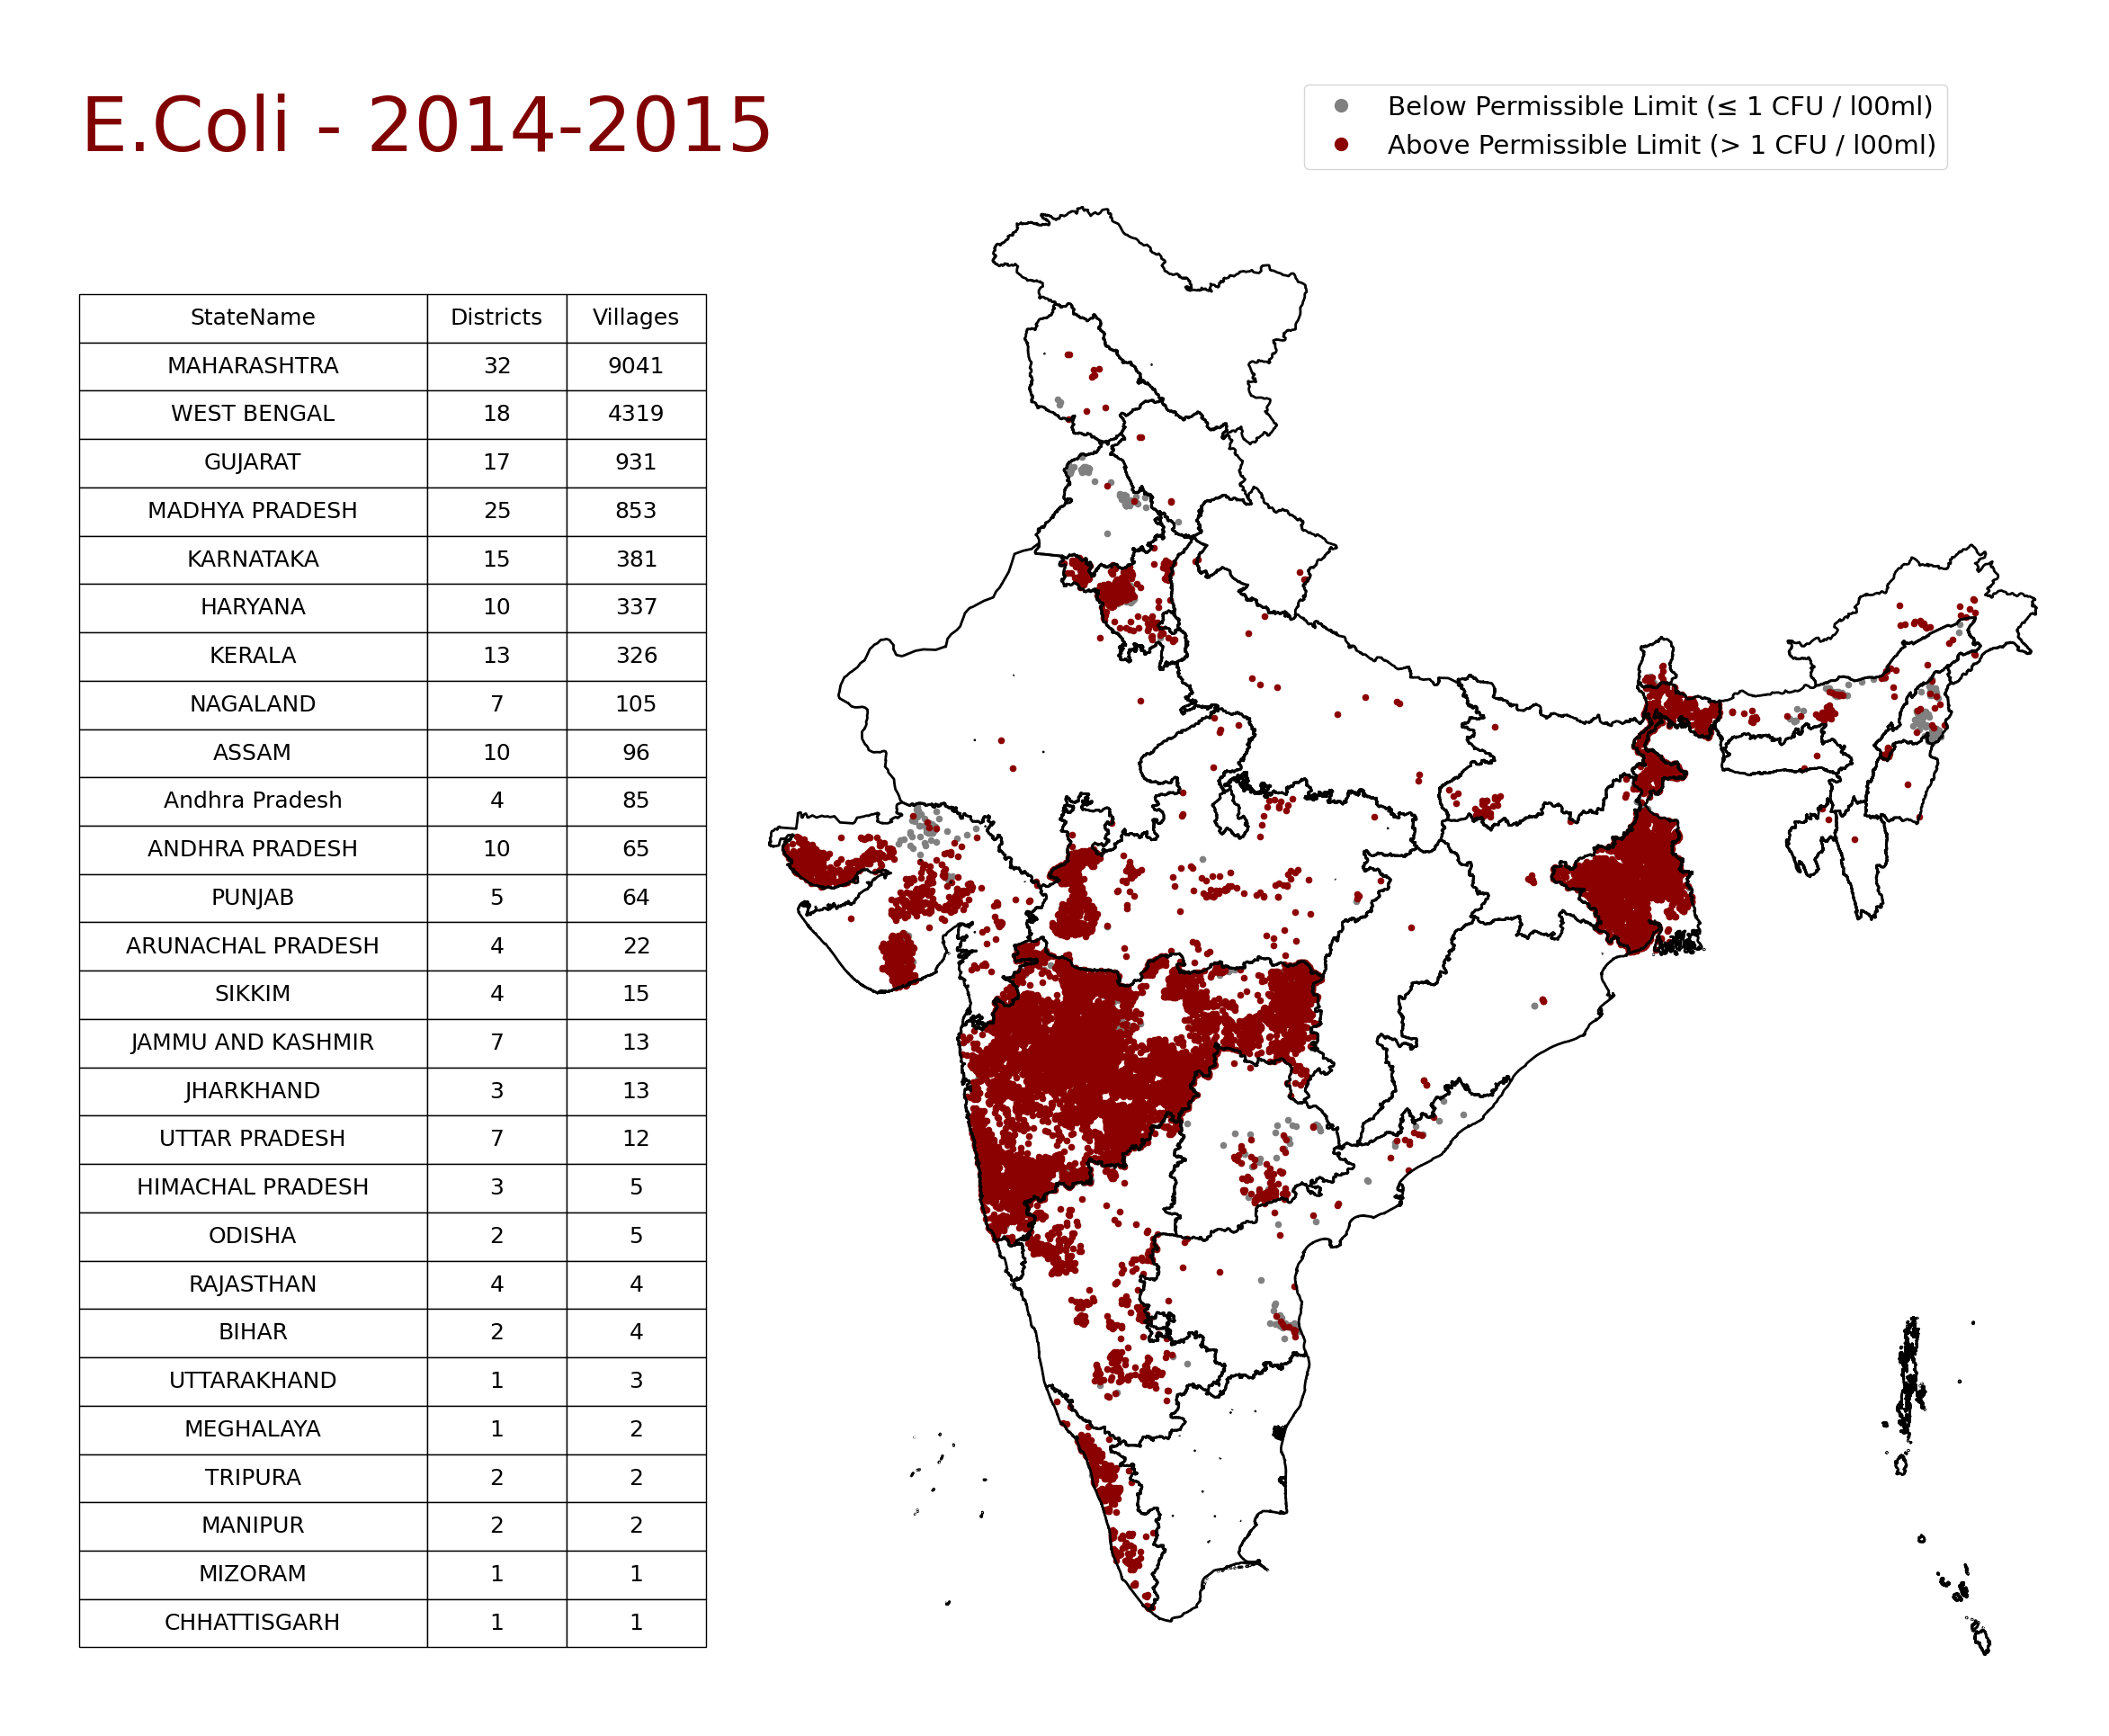 E.Coli - 2014-2015
Below Permissible Limit (≤ 1 CFU / l00ml)
Above Permissible Limit (> 1 CFU / l00ml)
StateName Districts Villages
MAHARASHTRA 32 9041
WEST BENGAL 18 4319
GUJARAT 17 931
MADHYA PRADESH 25 853
KARNATAKA 15 381
HARYANA 10 337
KERALA 13 326
NAGALAND 7 105
ASSAM 10 96
Andhra Pradesh 4 85
ANDHRA PRADESH 10 65
PUNJAB 5 64
ARUNACHAL PRADESH 4 22
SIKKIM 4 15
JAMMU AND KASHMIR 7 13
JHARKHAND 3 13
UTTAR PRADESH 7 12
HIMACHAL PRADESH 3 5
ODISHA 2 5
RAJASTHAN 4 4
BIHAR 2 4
UTTARAKHAND 1 3
MEGHALAYA 1 2
TRIPURA 2 2
MANIPUR 2 2
MIZORAM 1 1
CHHATTISGARH 1 1